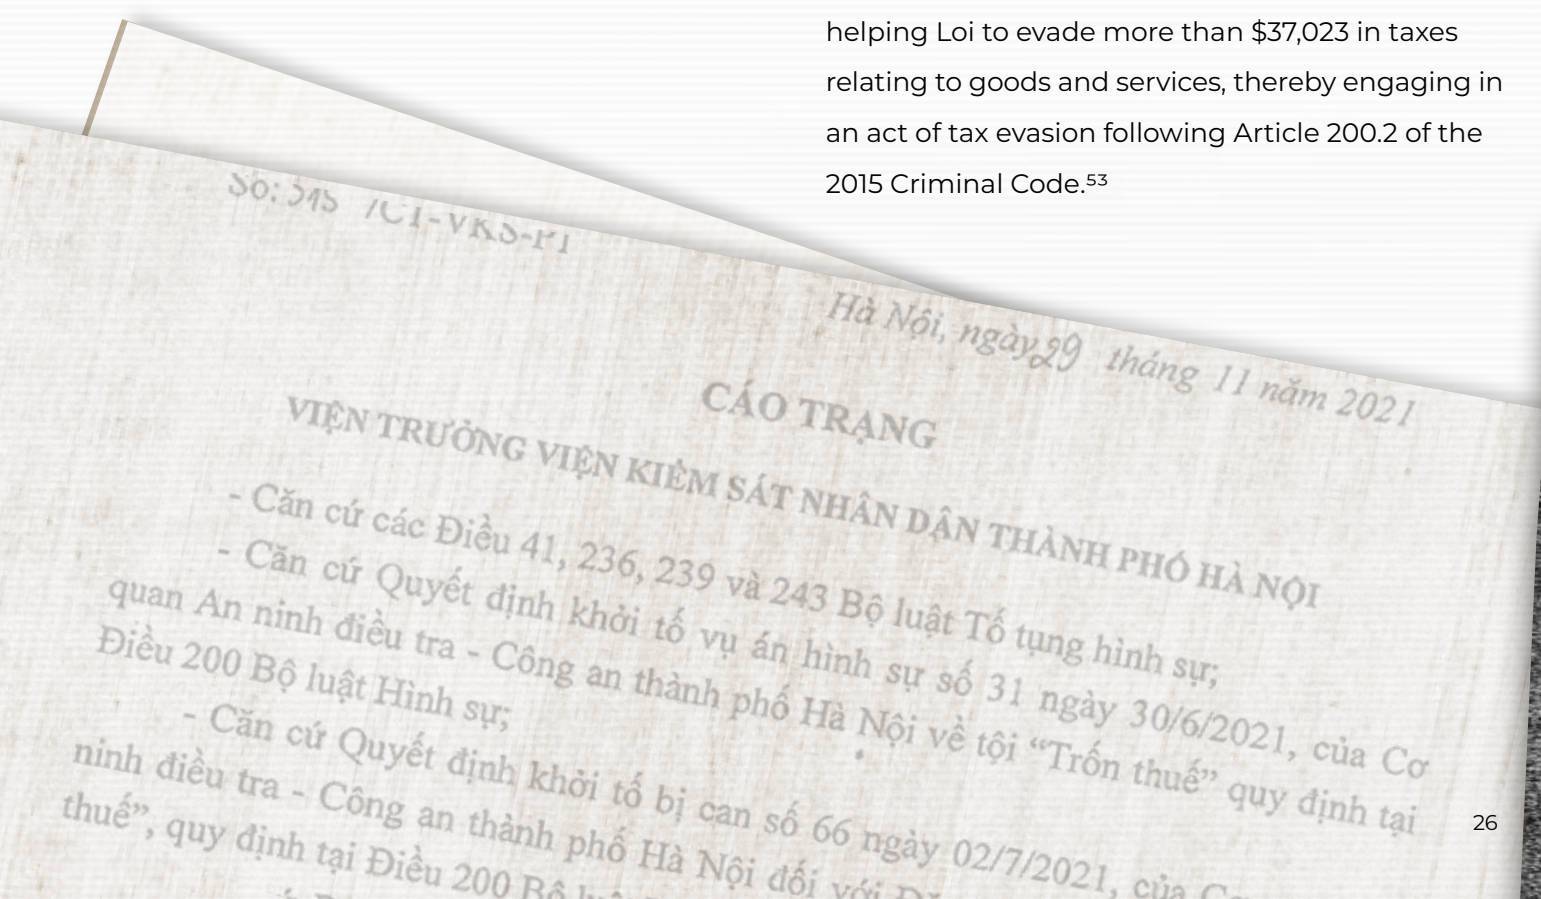 helping Loi to evade more than $37,023 in taxes
relating to goods and services, thereby engaging in
an act of tax evasion following Article 200.2 of the
2015 Criminal Code.⁵³
Số: /CT-VKS-P1
Hà Nội, ngày 29 tháng 11 năm 2021
CÁO TRẠNG
VIỆN TRƯỞNG VIỆN KIỂM SÁT NHÂN DÂN THÀNH PHỐ HÀ NỘI
- Căn cứ các Điều 41, 236, 239 và 243 Bộ luật Tố tụng hình sự;
- Căn cứ Quyết định khởi tố vụ án hình sự số 31 ngày 30/6/2021, của Cơ
quan An ninh điều tra - Công an thành phố Hà Nội về tội “Trốn thuế” quy định tại
Điều 200 Bộ luật Hình sự;
- Căn cứ Quyết định khởi tố bị can số 66 ngày 02/7/2021, của
ninh điều tra - Công an thành phố Hà Nội đối với
thuế”, quy định tại Điều 200 Bộ
26